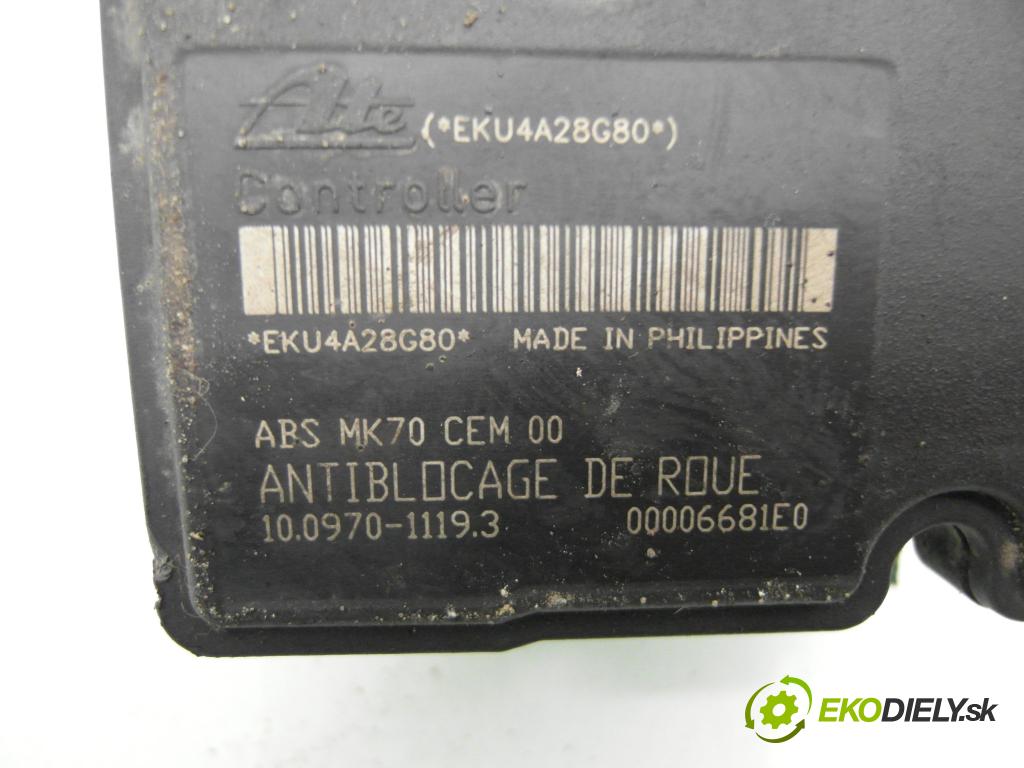 Ate (*EKU4A28G80*)
Controller
*EKU4A28G80* MADE IN PHILIPPINES
ABS MK70 CEM 00
ANTIBLOCAGE DE ROUE
10.0970-1119.3 00006681E0
EKODIELY.sk